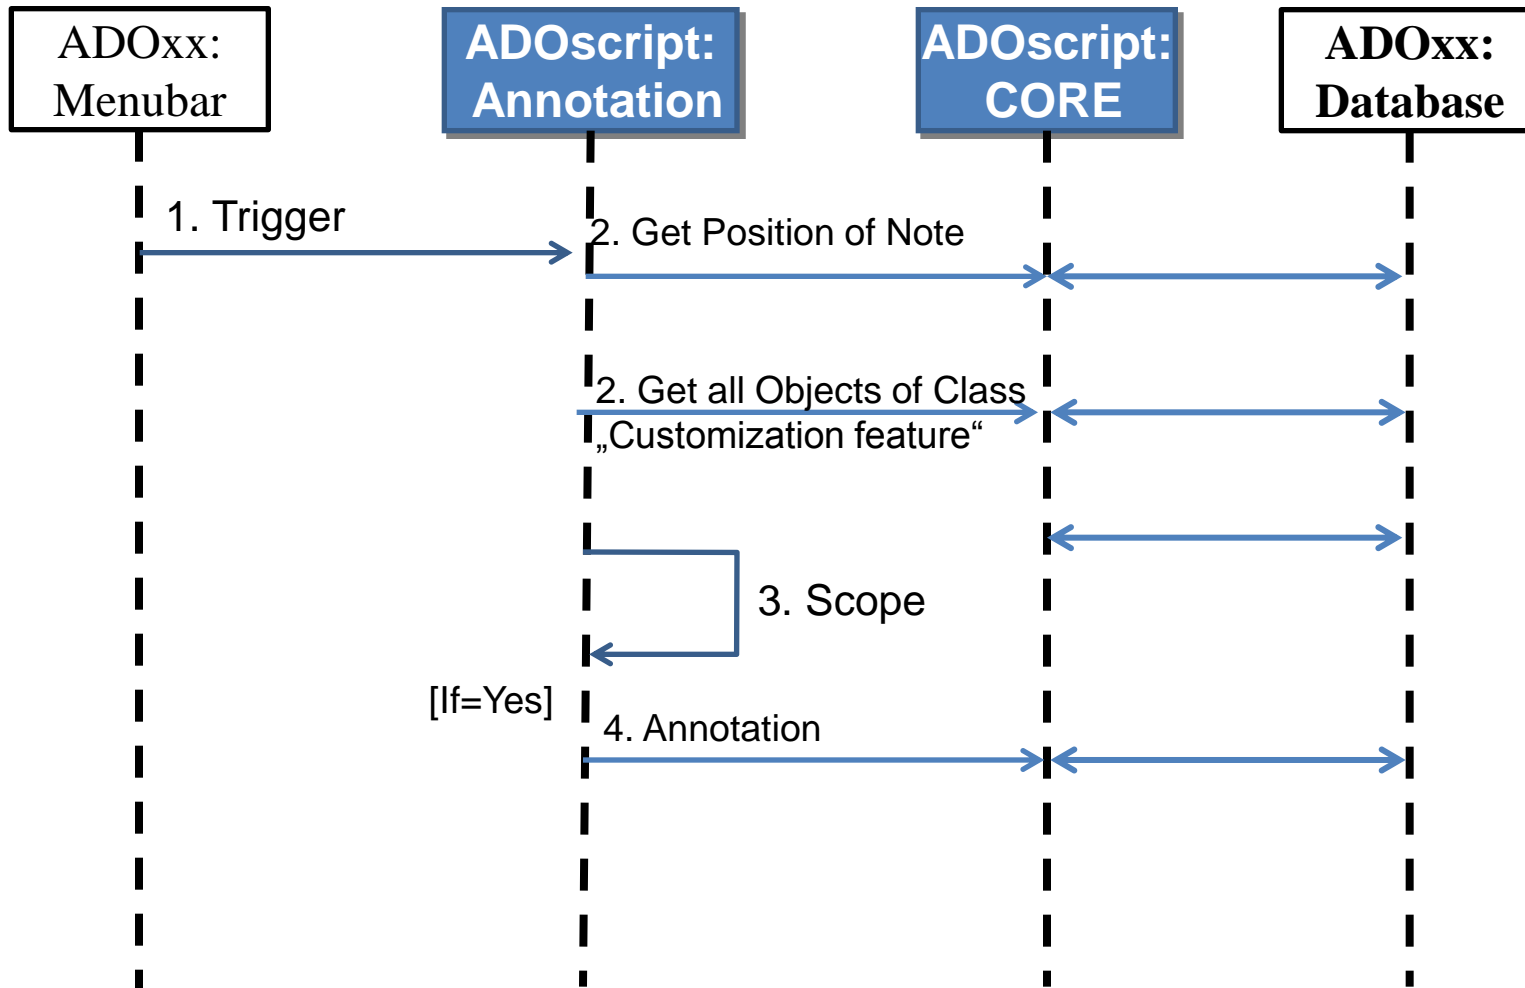 ADOxx:
Menubar
ADOscript:
Annotation
ADOscript:
CORE
ADOxx:
Database
1. Trigger
2. Get Position of Note
2. Get all Objects of Class
„Customization feature“
3. Scope
[If=Yes]
4. Annotation